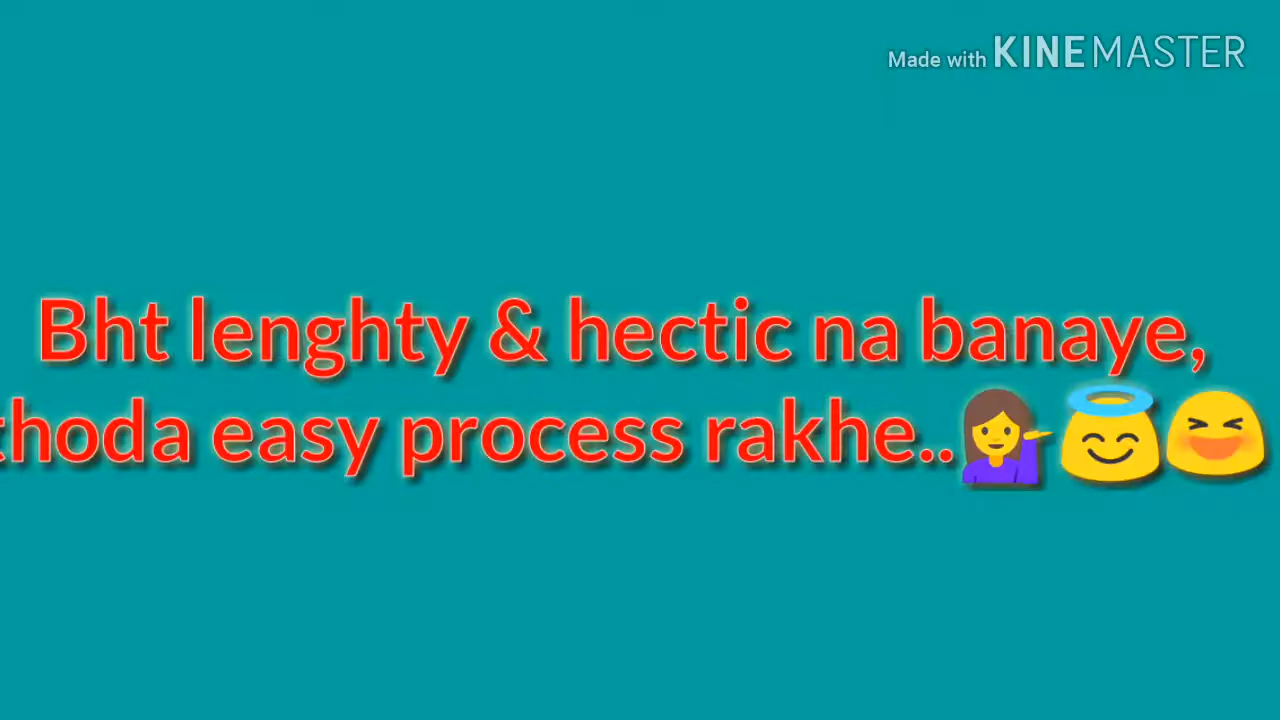 Made with KINEMASTER
Bht lenghty & hectic na banaye,
thoda easy process rakhe..💁😇😆